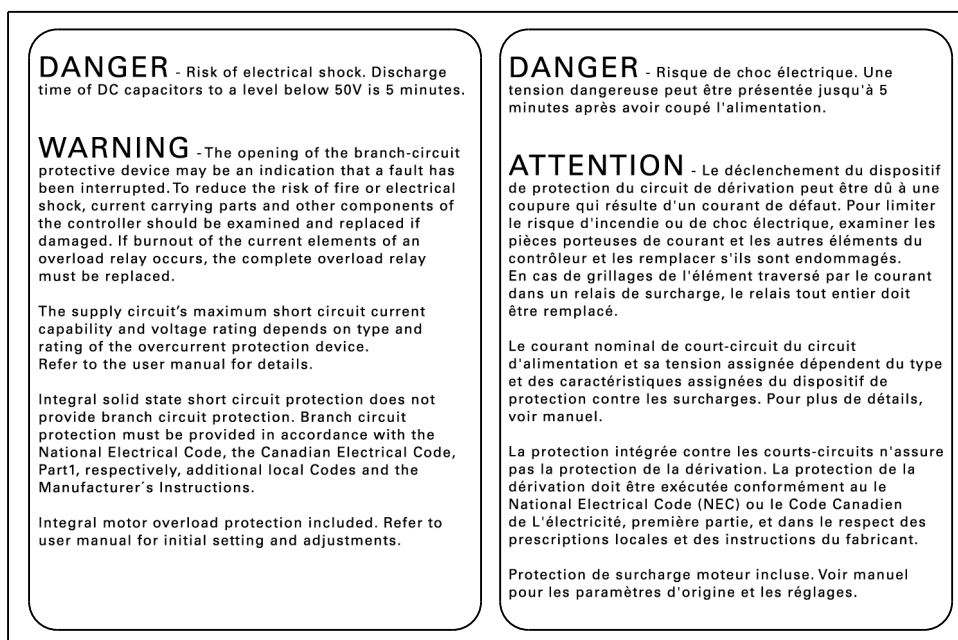 DANGER - Risk of electrical shock. Discharge
time of DC capacitors to a level below 50V is 5 minutes.
WARNING - The opening of the branch-circuit
protective device may be an indication that a fault has
been interrupted. To reduce the risk of fire or electrical
shock, current carrying parts and other components of
the controller should be examined and replaced if
damaged. If burnout of the current elements of an
overload relay occurs, the complete overload relay
must be replaced.
The supply circuit's maximum short circuit current
capability and voltage rating depends on type and
rating of the overcurrent protection device.
Refer to the user manual for details.
Integral solid state short circuit protection does not
provide branch circuit protection. Branch circuit
protection must be provided in accordance with the
National Electrical Code, the Canadian Electrical Code,
Part1, respectively, additional local Codes and the
Manufacturer´s Instructions.
Integral motor overload protection included. Refer to
user manual for initial setting and adjustments.
DANGER - Risque de choc électrique. Une
tension dangereuse peut être présentée jusqu'à 5
minutes après avoir coupé l'alimentation.
ATTENTION - Le déclenchement du dispositif
de protection du circuit de dérivation peut être dû à une
coupure qui résulte d'un courant de défaut. Pour limiter
le risque d'incendie ou de choc électrique, examiner les
pièces porteuses de courant et les autres éléments du
contrôleur et les remplacer s'ils sont endommagés.
En cas de grillages de l'élément traversé par le courant
dans un relais de surcharge, le relais tout entier doit
être remplacé.
Le courant nominal de court-circuit du circuit
d'alimentation et sa tension assignée dépendent du type
et des caractéristiques assignées du dispositif de
protection contre les surcharges. Pour plus de détails,
voir manuel.
La protection intégrée contre les courts-circuits n'assure
pas la protection de la dérivation. La protection de la
dérivation doit être exécutée conformément au le
National Electrical Code (NEC) ou le Code Canadien
de L'électricité, première partie, et dans le respect des
prescriptions locales et des instructions du fabricant.
Protection de surcharge moteur incluse. Voir manuel
pour les paramètres d'origine et les réglages.